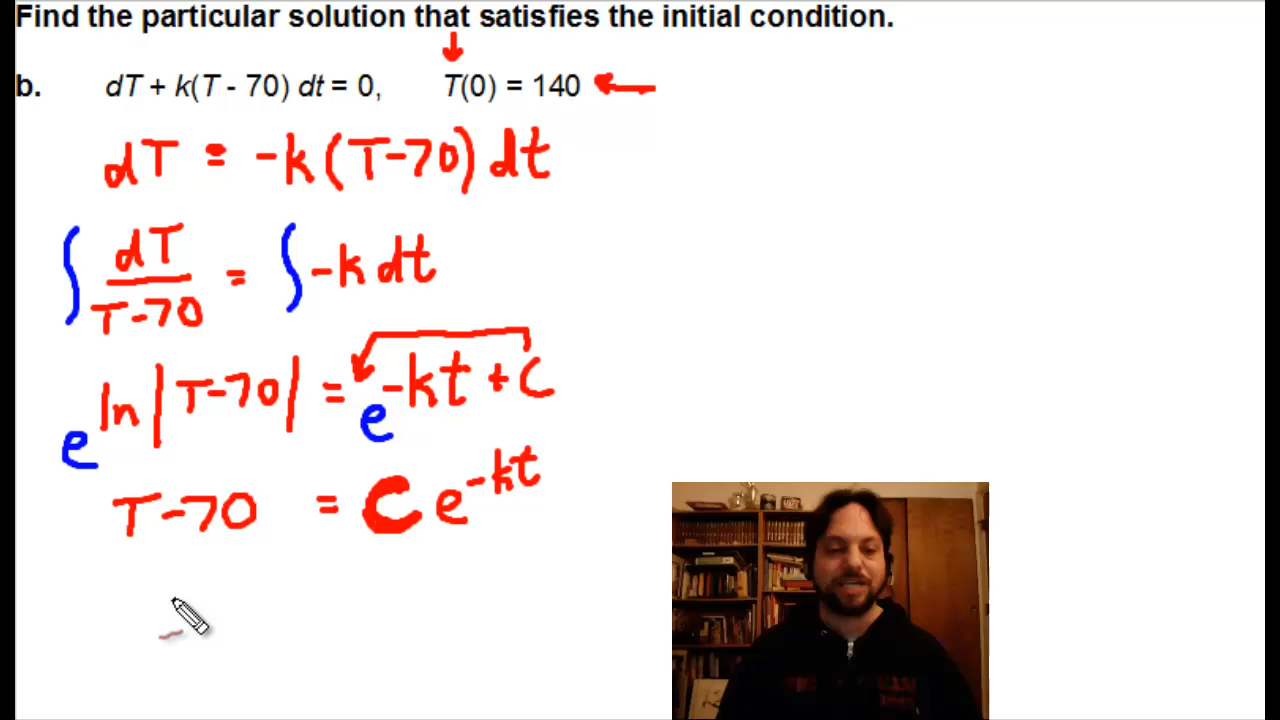 Find the particular solution that satisfies the initial condition.
b. dT + k(T - 70) dt = 0, T(0) = 140
dT = -k(T-70)dt
∫ dT/(T-70) = ∫ -k dt
e^ln|T-70| = e^-kt+C
T-70 = Ce^-kt